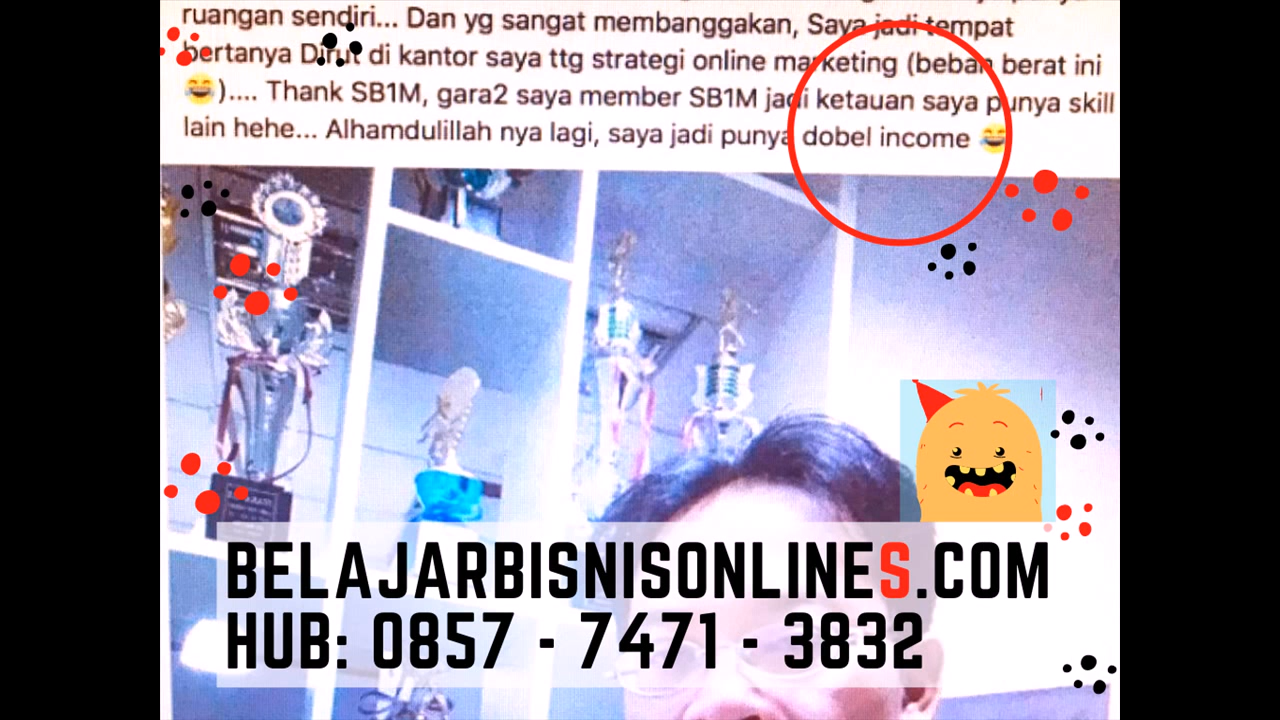 ruangan sendiri... Dan yg sangat membanggakan, Saya jadi tempat
bertanya Dirut di kantor saya ttg strategi online marketing (beban berat ini
😂).... Thank SB1M, gara2 saya member SB1M jadi ketauan saya punya skill
lain hehe... Alhamdulillah nya lagi, saya jadi punya dobel income 😂
BELAJARBISNISONLINES.COM
HUB: 0857 - 7471 - 3832